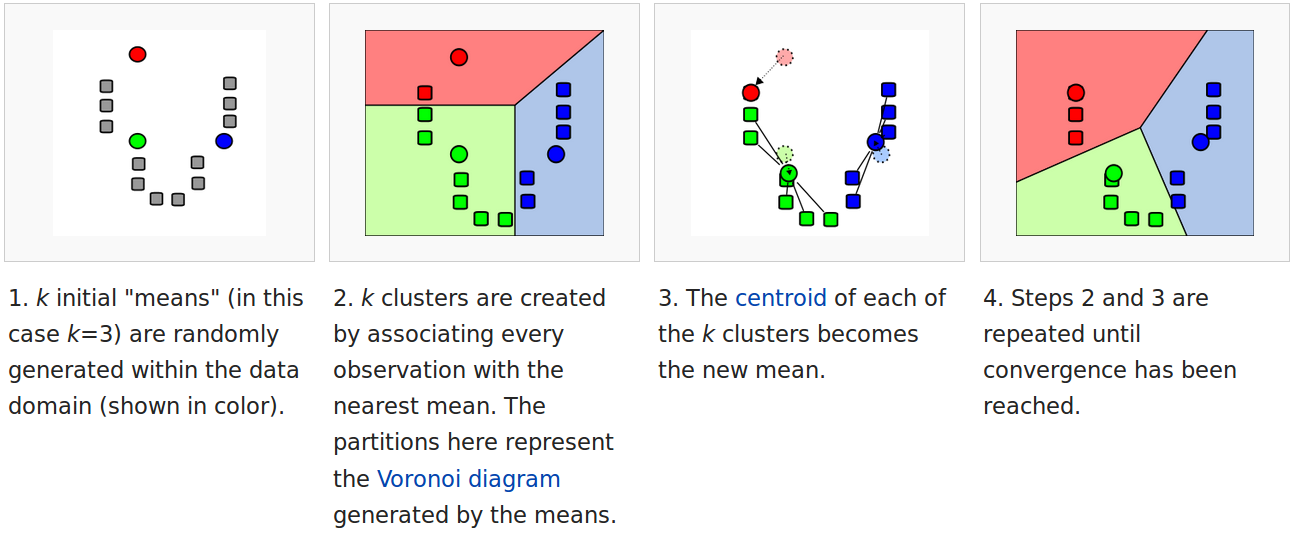 1. k initial "means" (in this
case k=3) are randomly
generated within the data
domain (shown in color).
2. k clusters are created
by associating every
observation with the
nearest mean. The
partitions here represent
the Voronoi diagram
generated by the means.
3. The centroid of each of
the k clusters becomes
the new mean.
4. Steps 2 and 3 are
repeated until
convergence has been
reached.